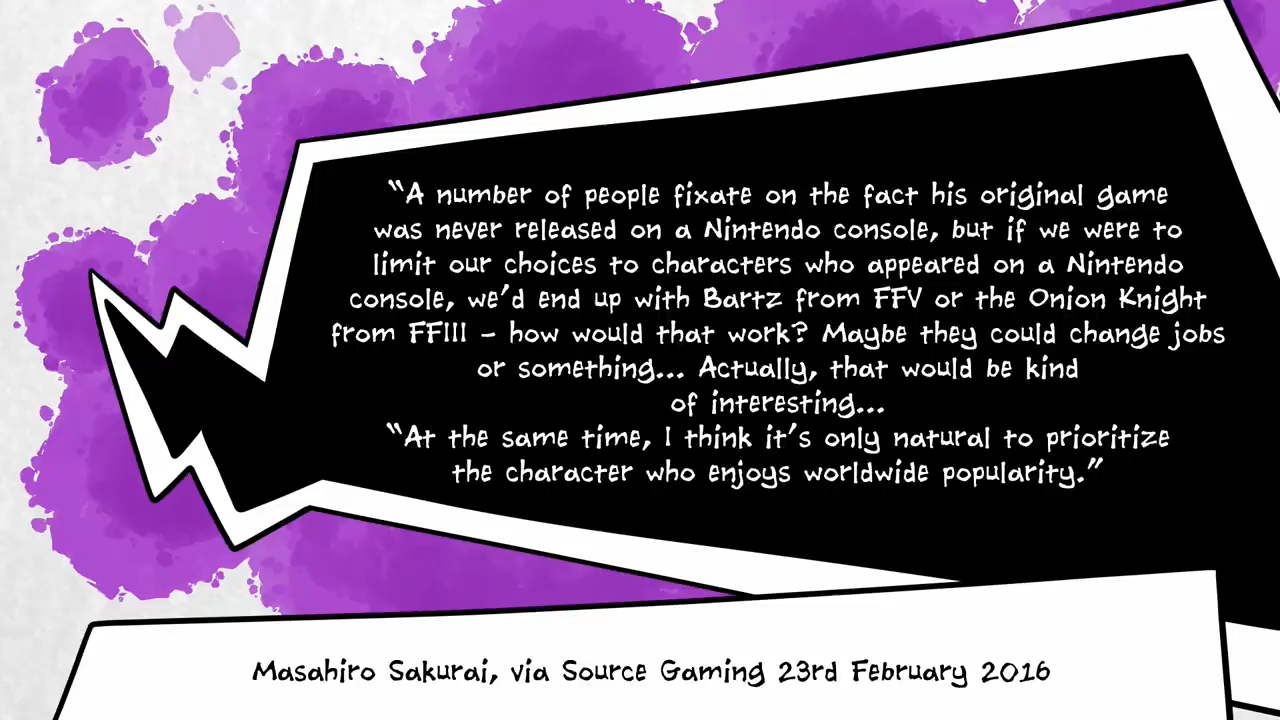 “A number of people fixate on the fact his original game
was never released on a Nintendo console, but if we were to
limit our choices to characters who appeared on a Nintendo
console, we’d end up with Bartz from FFV or the Onion Knight
from FFIII – how would that work? Maybe they could change jobs
or something... Actually, that would be kind
of interesting...
“At the same time, I think it’s only natural to prioritize
the character who enjoys worldwide popularity.”
Masahiro Sakurai, via Source Gaming 23rd February 2016